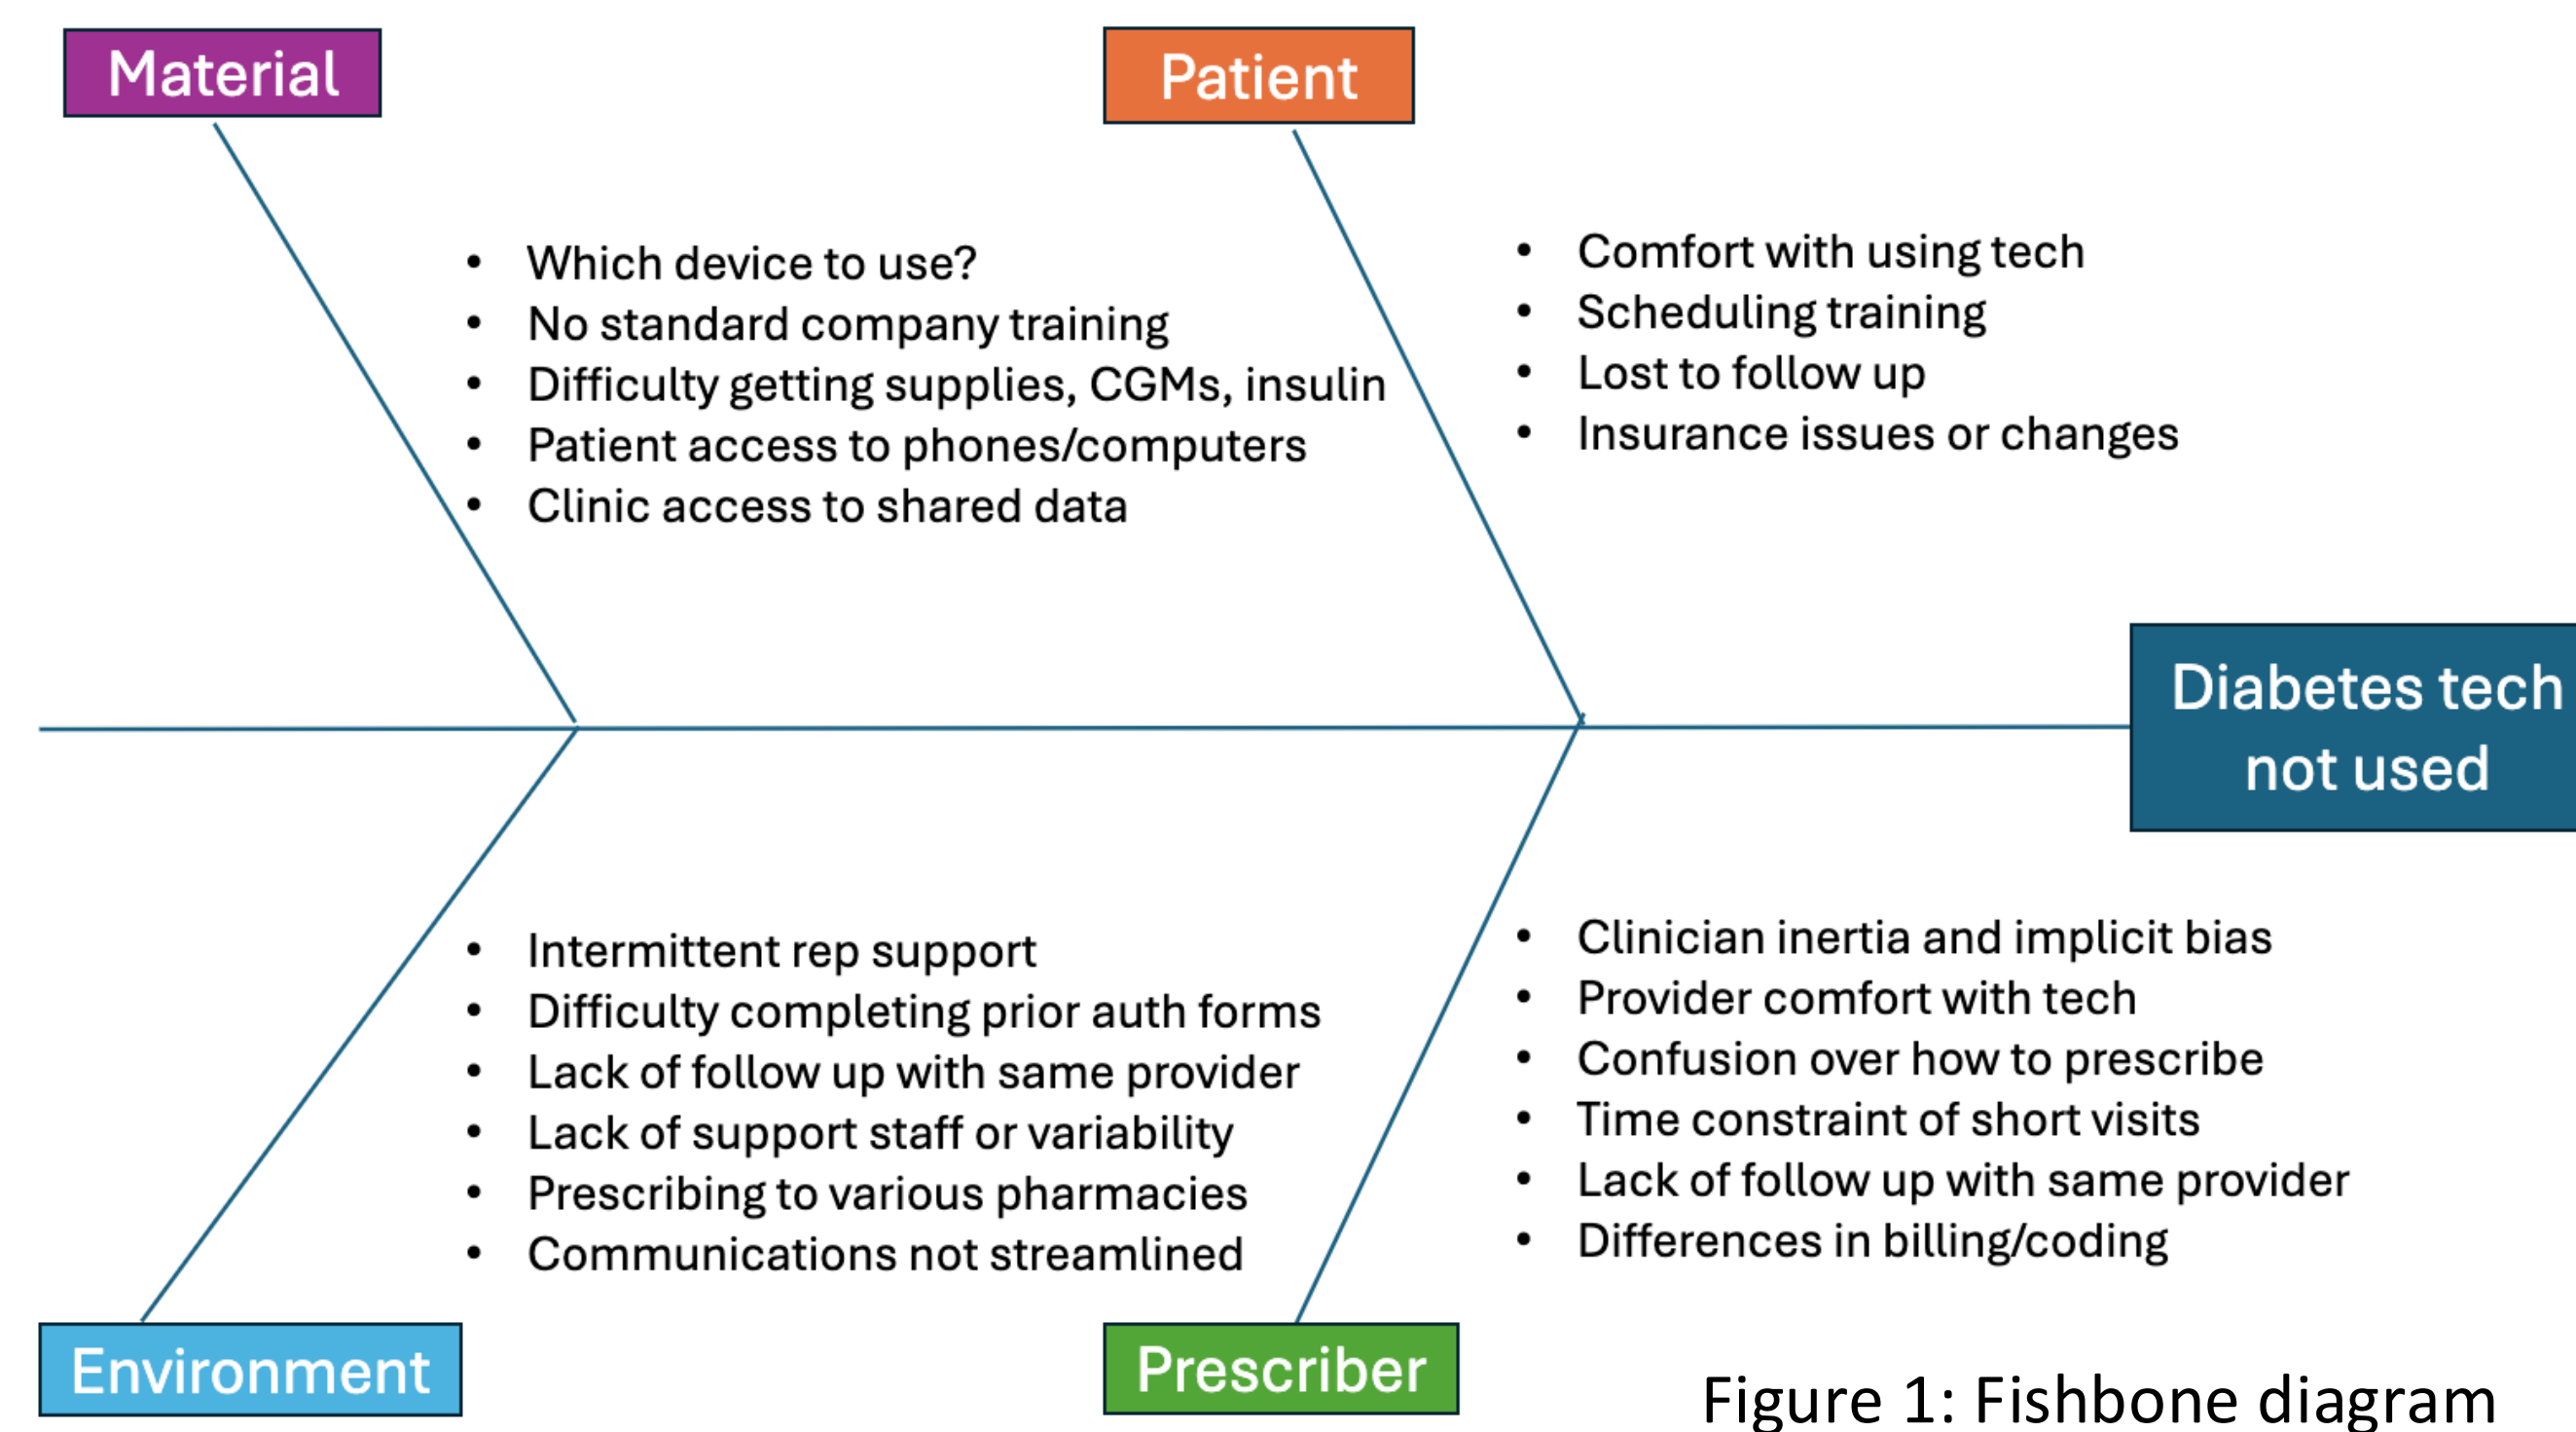 Material
Patient
• Which device to use?
• No standard company training
• Difficulty getting supplies, CGMs, insulin
• Patient access to phones/computers
• Clinic access to shared data
• Comfort with using tech
• Scheduling training
• Lost to follow up
• Insurance issues or changes
Diabetes tech
not used
• Intermittent rep support
• Difficulty completing prior auth forms
• Lack of follow up with same provider
• Lack of support staff or variability
• Prescribing to various pharmacies
• Communications not streamlined
• Clinician inertia and implicit bias
• Provider comfort with tech
• Confusion over how to prescribe
• Time constraint of short visits
• Lack of follow up with same provider
• Differences in billing/coding
Environment
Prescriber
Figure 1: Fishbone diagram